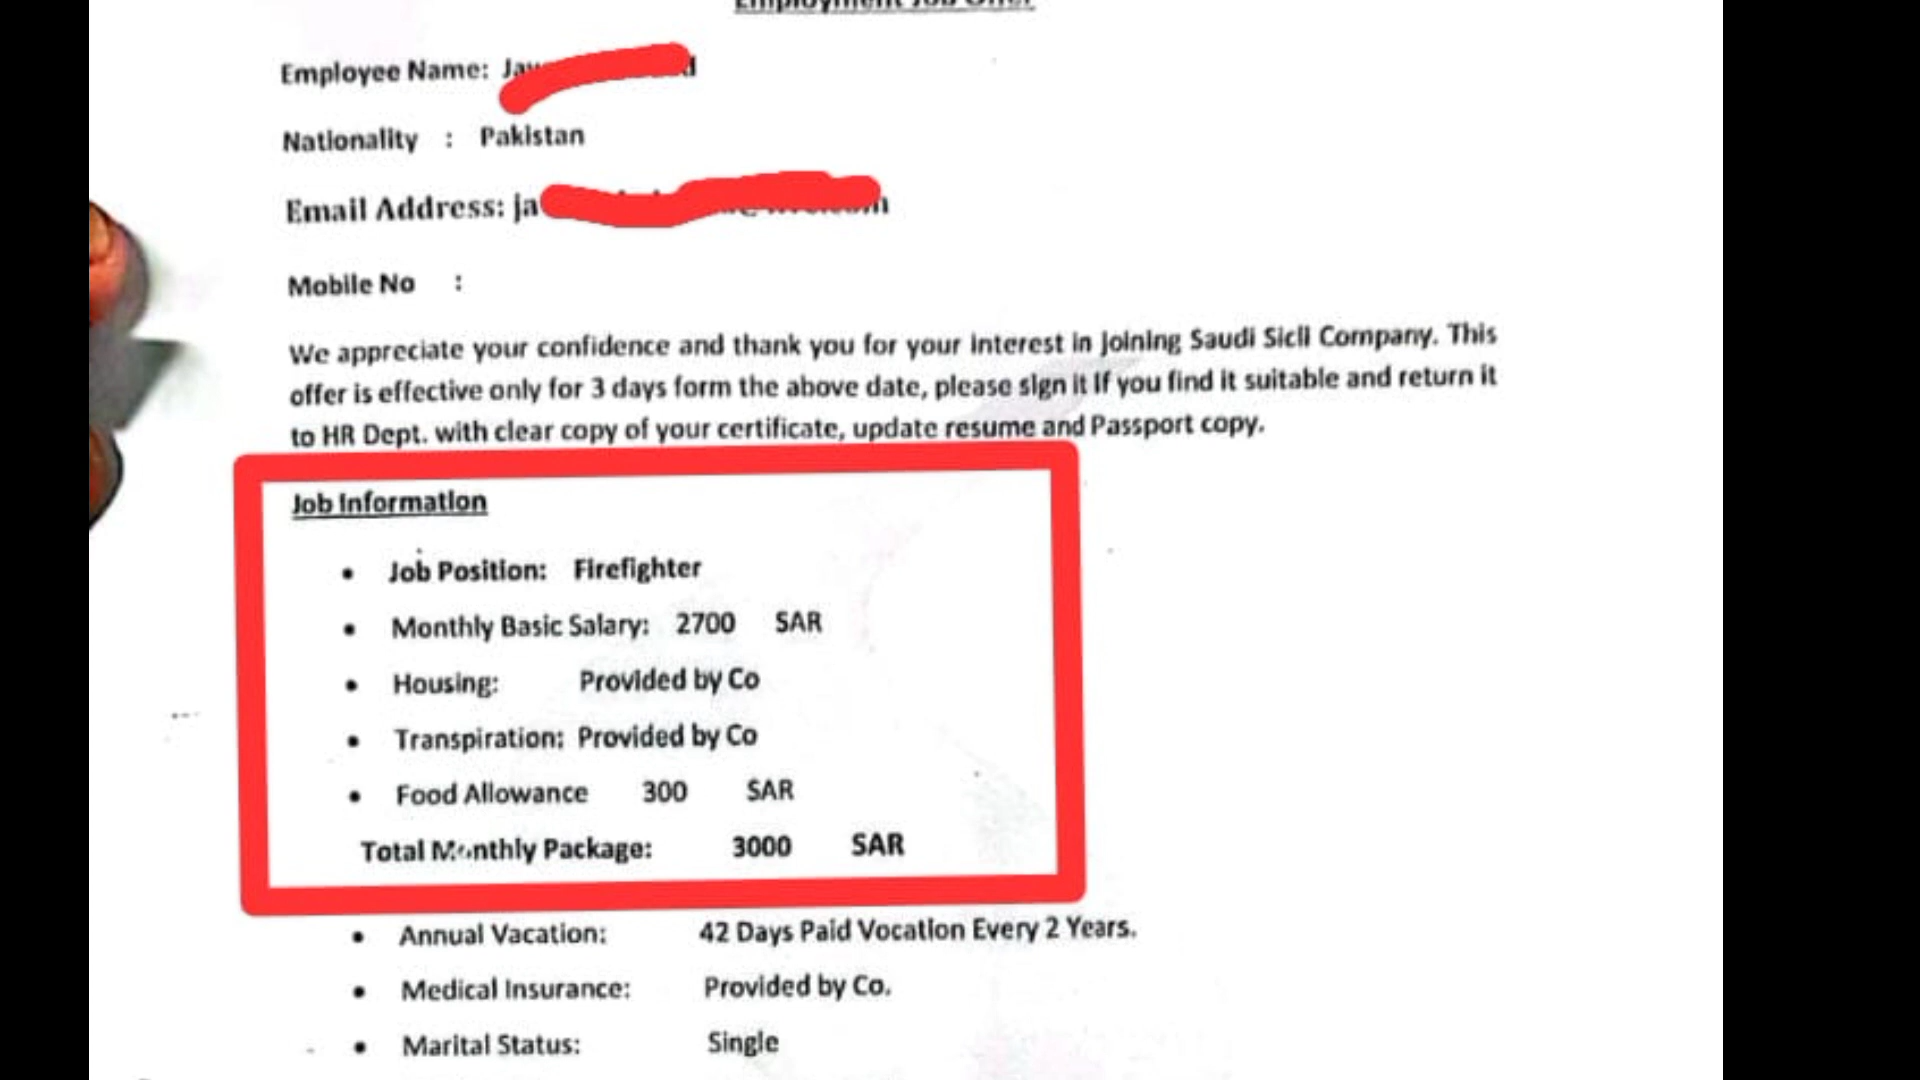 Employment Job Offer
Employee Name:
Nationality : Pakistan
Email Address: ja
Mobile No :
We appreciate your confidence and thank you for your interest in joining Saudi Sicli Company. This
offer is effective only for 3 days form the above date, please sign it if you find it suitable and return it
to HR Dept. with clear copy of your certificate, update resume and Passport copy.
Job Information
• Job Position: Firefighter
• Monthly Basic Salary: 2700 SAR
• Housing: Provided by Co
• Transpiration: Provided by Co
• Food Allowance 300 SAR
Total Monthly Package: 3000 SAR
• Annual Vacation: 42 Days Paid Vocation Every 2 Years.
• Medical Insurance: Provided by Co.
• Marital Status: Single